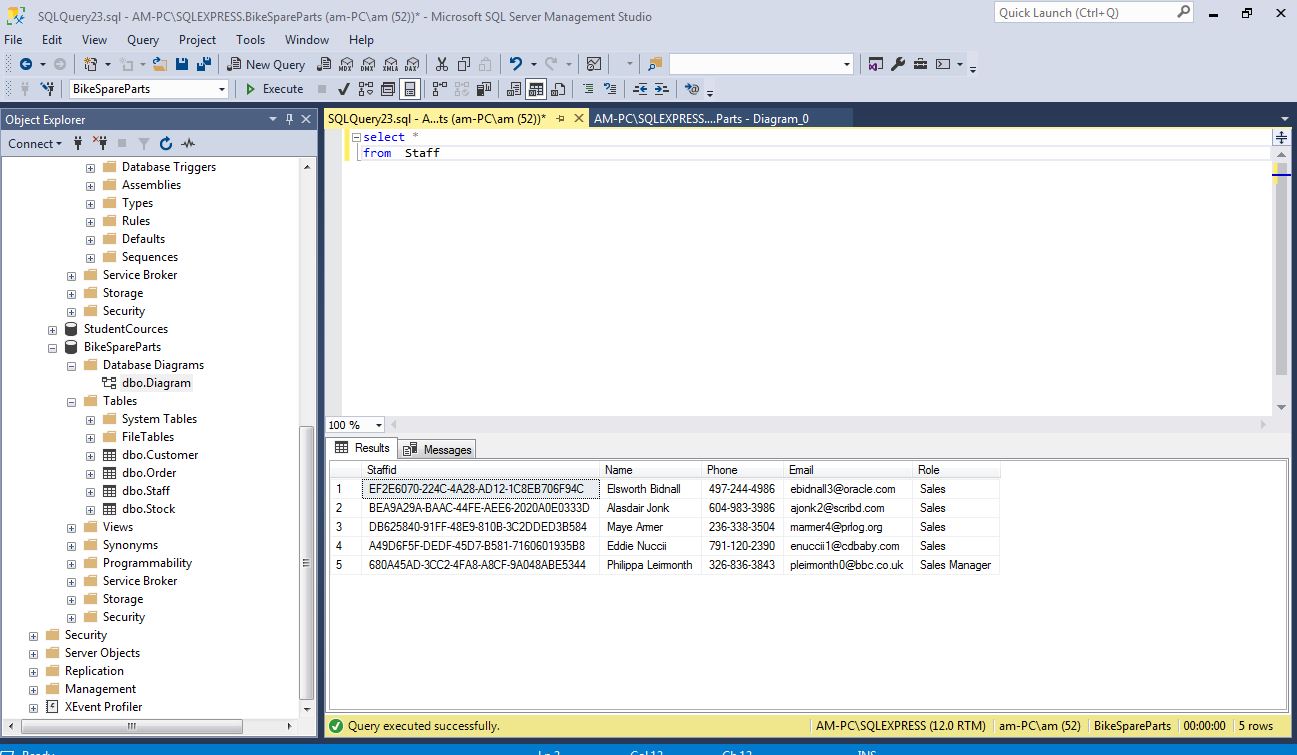 SQLQuery23.sql - AM-PC\SQLEXPRESS.BikeSpareParts (am-PC\am (52))* - Microsoft SQL Server Management Studio
Quick Launch (Ctrl+Q)
File Edit View Query Project Tools Window Help
New Query MDX DMX XMLA DAX
BikeSpareParts Execute
Object Explorer
Connect
Database Triggers
Assemblies
Types
Rules
Defaults
Sequences
Service Broker
Storage
Security
StudentCources
BikeSpareParts
Database Diagrams
dbo.Diagram
Tables
System Tables
FileTables
dbo.Customer
dbo.Order
dbo.Staff
dbo.Stock
Views
Synonyms
Programmability
Service Broker
Storage
Security
Security
Server Objects
Replication
Management
XEvent Profiler
SQLQuery23.sql - A...ts (am-PC\am (52))* AM-PC\SQLEXPRESS....Parts - Diagram_0
select *
from Staff
100 %
Results Messages
Staffid Name Phone Email Role
1 EF2E6070-224C-4A28-AD12-1C8EB706F94C Elsworth Bidnall 497-244-4986 ebidnall3@oracle.com Sales
2 BEA9A29A-BAAC-44FE-AEE6-2020A0E0333D Alasdair Jonk 604-983-3986 ajonk2@scribd.com Sales
3 DB625840-91FF-48E9-810B-3C2DDED3B584 Maye Amer 236-338-3504 mamer4@prlog.org Sales
4 A49D6F5F-DEDF-45D7-B581-7160601935B8 Eddie Nuccii 791-120-2390 enuccii1@cdbaby.com Sales
5 680A45AD-3CC2-4FA8-A8CF-9A048ABE5344 Philippa Leimonth 326-836-3843 pleimonth0@bbc.co.uk Sales Manager
Query executed successfully. AM-PC\SQLEXPRESS (12.0 RTM) am-PC\am (52) BikeSpareParts 00:00:00 5 rows